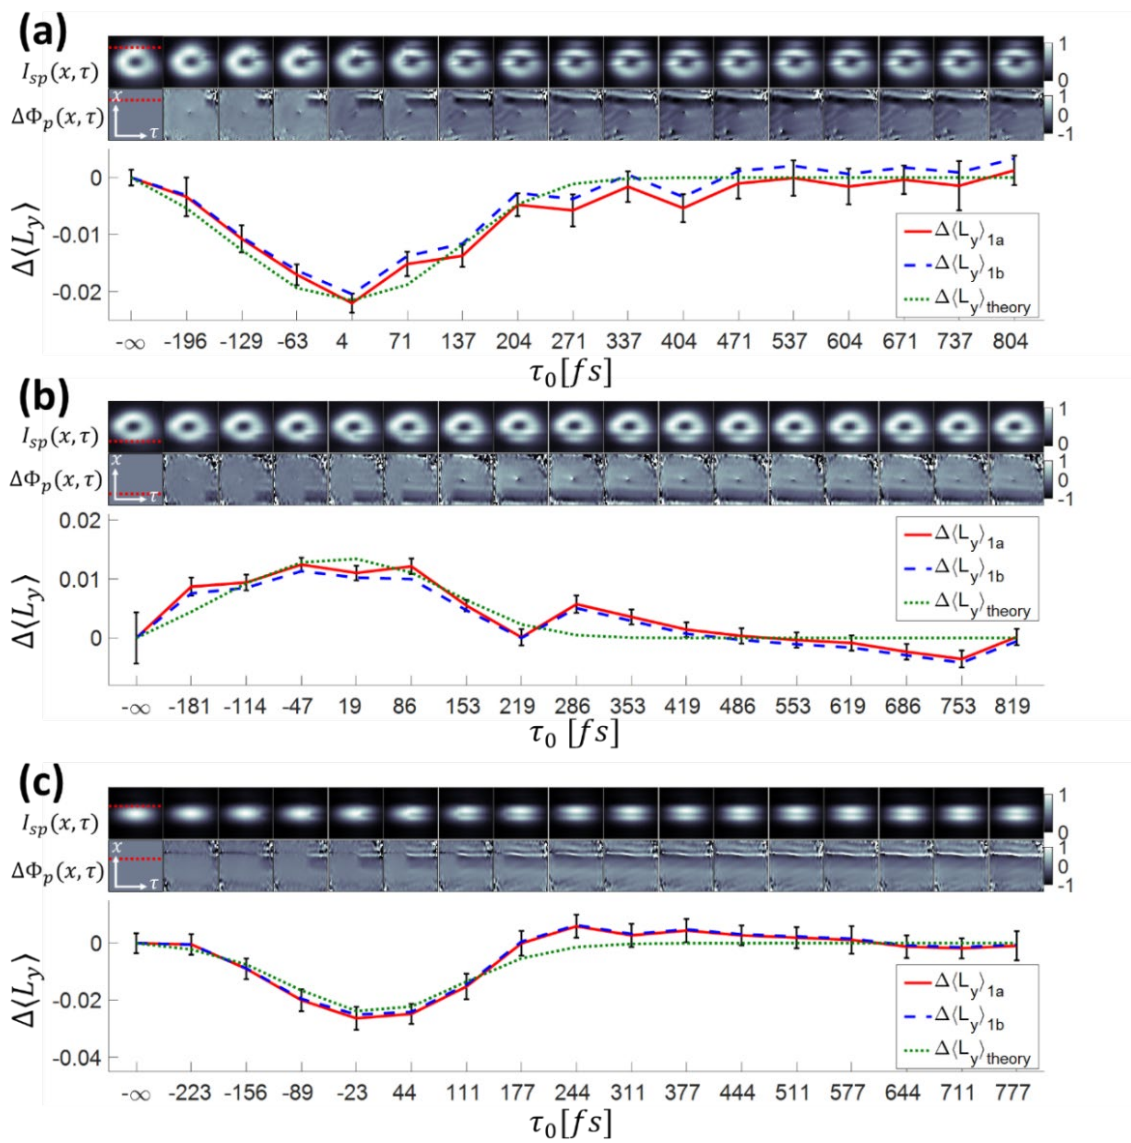 (a)
I_sp(x,τ) 1 0
ΔΦ_p(x,τ) x τ 1 0 -1
Δ⟨L_y⟩
0
-0.01
-0.02
Δ⟨L_y⟩_1a
Δ⟨L_y⟩_1b
Δ⟨L_y⟩_theory
-∞ -196 -129 -63 4 71 137 204 271 337 404 471 537 604 671 737 804
τ_0[fs]
(b)
I_sp(x,τ) 1 0
ΔΦ_p(x,τ) x τ 1 0 -1
Δ⟨L_y⟩
0.02
0.01
0
Δ⟨L_y⟩_1a
Δ⟨L_y⟩_1b
Δ⟨L_y⟩_theory
-∞ -181 -114 -47 19 86 153 219 286 353 419 486 553 619 686 753 819
τ_0 [fs]
(c)
I_sp(x,τ) 1 0
ΔΦ_p(x,τ) x τ 1 0 -1
Δ⟨L_y⟩
0
-0.02
-0.04
Δ⟨L_y⟩_1a
Δ⟨L_y⟩_1b
Δ⟨L_y⟩_theory
-∞ -223 -156 -89 -23 44 111 177 244 311 377 444 511 577 644 711 777
τ_0[fs]